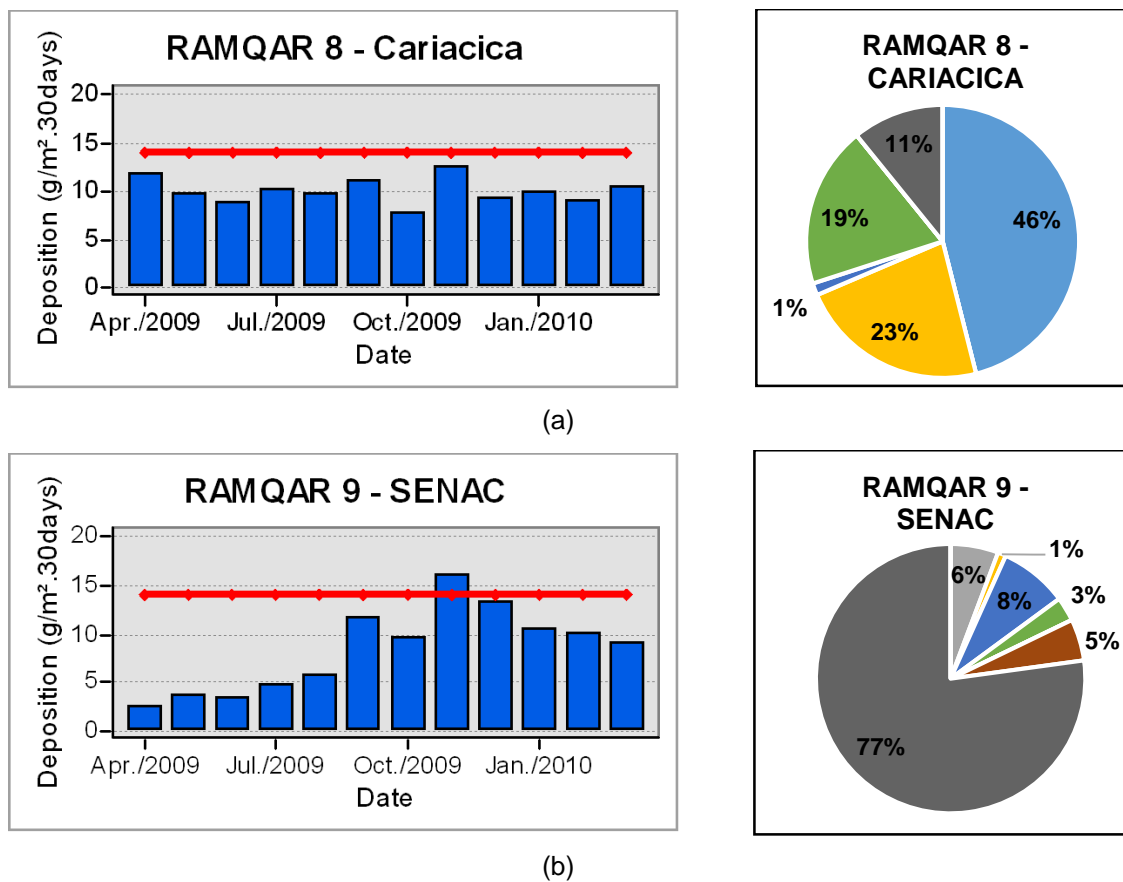 RAMQAR 8 - Cariacica
Deposition (g/m².30days)
20
15
10
5
0
Apr./2009 Jul./2009 Oct./2009 Jan./2010
Date
RAMQAR 8 -
CARIACICA
11%
46%
19%
1%
23%
(a)
RAMQAR 9 - SENAC
Deposition (g/m².30days)
20
15
10
5
0
Apr./2009 Jul./2009 Oct./2009 Jan./2010
Date
RAMQAR 9 -
SENAC
1%
6%
8%
3%
5%
77%
(b)